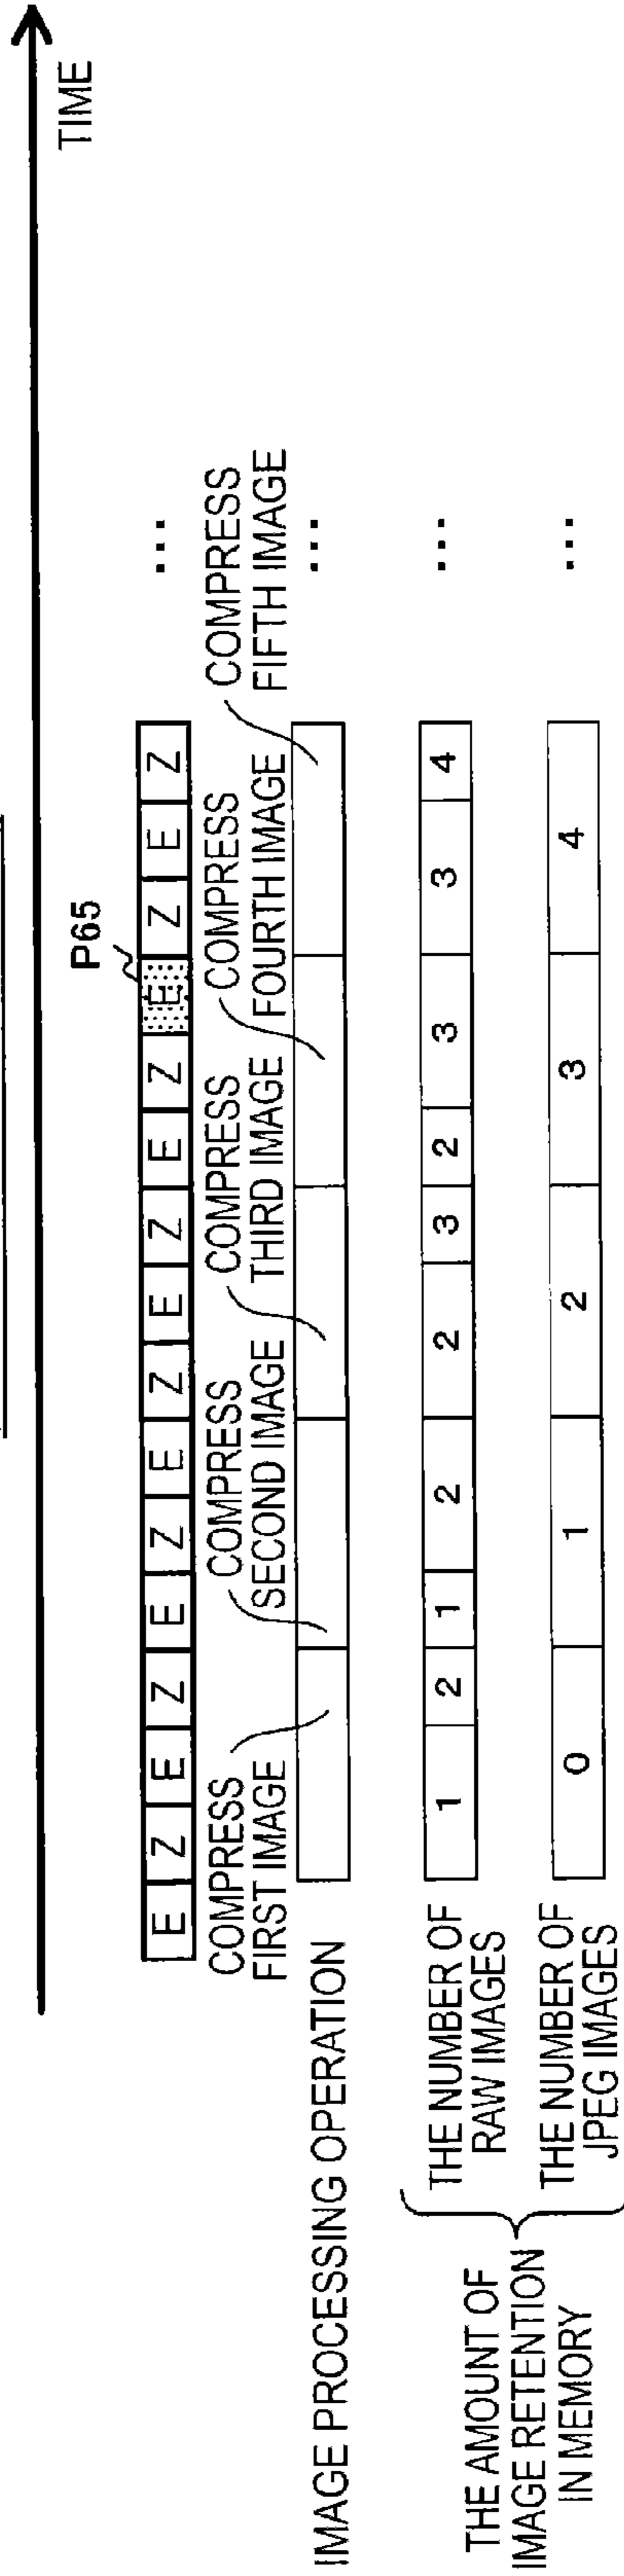 TIME
P65
E Z E Z E Z E Z E Z E Z E Z E Z ...
COMPRESS
FIRST IMAGE
COMPRESS
SECOND IMAGE
COMPRESS
THIRD IMAGE
COMPRESS
FOURTH IMAGE
COMPRESS
FIFTH IMAGE
IMAGE PROCESSING OPERATION ...
THE AMOUNT OF
IMAGE RETENTION
IN MEMORY
THE NUMBER OF
RAW IMAGES
1 2 1 2 2 3 2 3 3 4 ...
THE NUMBER OF
JPEG IMAGES
0 1 2 3 4 ...